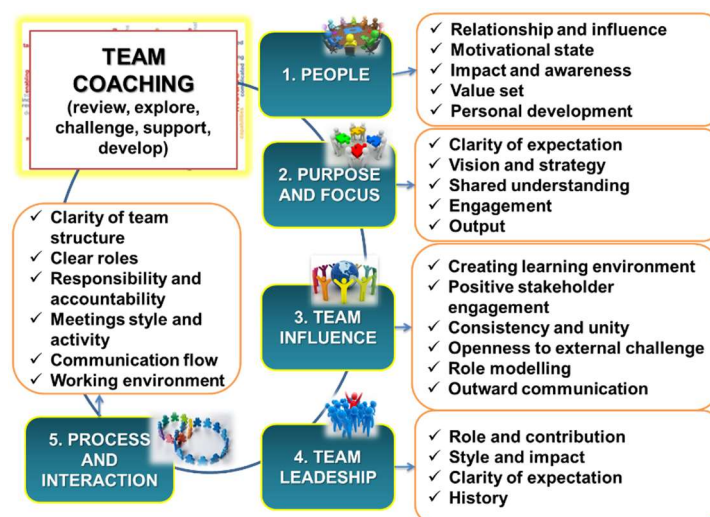 TEAM
COACHING
(review, explore,
challenge, support,
develop)
1. PEOPLE
✓ Relationship and influence
✓ Motivational state
✓ Impact and awareness
✓ Value set
✓ Personal development
2. PURPOSE
AND FOCUS
✓ Clarity of expectation
✓ Vision and strategy
✓ Shared understanding
✓ Engagement
✓ Output
3. TEAM
INFLUENCE
✓ Creating learning environment
✓ Positive stakeholder
engagement
✓ Consistency and unity
✓ Openness to external challenge
✓ Role modelling
✓ Outward communication
4. TEAM
LEADESHIP
✓ Role and contribution
✓ Style and impact
✓ Clarity of expectation
✓ History
5. PROCESS
AND
INTERACTION
✓ Clarity of team
structure
✓ Clear roles
✓ Responsibility and
accountability
✓ Meetings style and
activity
✓ Communication flow
✓ Working environment